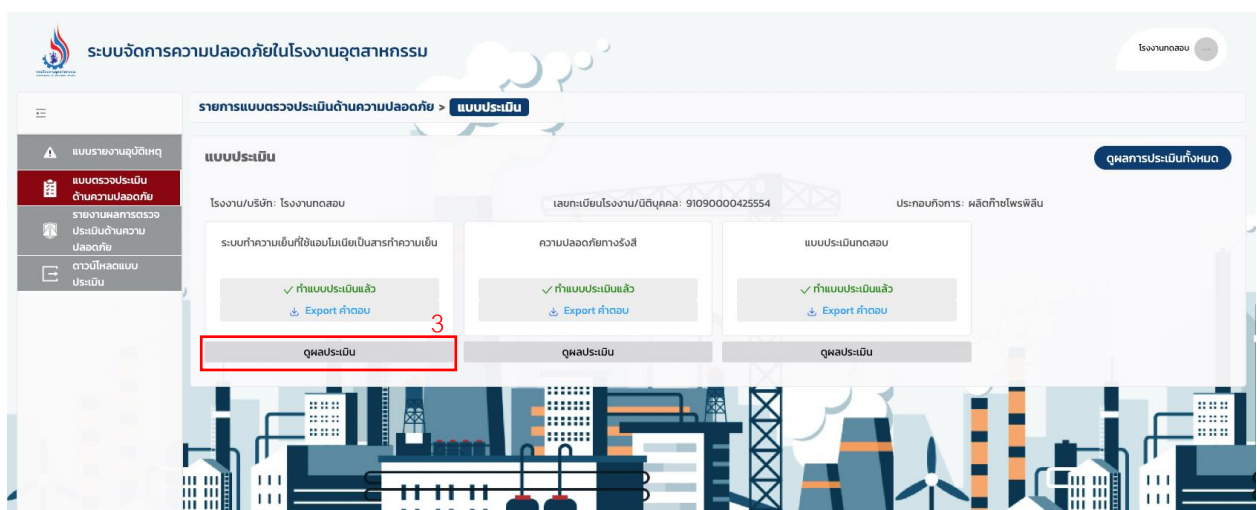 ระบบจัดการความปลอดภัยในโรงงานอุตสาหกรรม
โรงงานทดสอบ
รายการแบบตรวจประเมินด้านความปลอดภัย > แบบประเมิน
แบบรายงานอุบัติเหตุ
แบบตรวจประเมิน
ด้านความปลอดภัย
รายงานผลการตรวจ
ประเมินด้านความ
ปลอดภัย
ดาวน์โหลดแบบ
ประเมิน
แบบประเมิน
ดูผลการประเมินทั้งหมด
โรงงาน/บริษัท: โรงงานทดสอบ
เลขทะเบียนโรงงาน/นิติบุคคล: 91090000425554
ประกอบกิจการ: ผลิตก๊าซโพรพิลีน
ระบบทำความเย็นที่ใช้แอมโมเนียเป็นสารทำความเย็น
ทำแบบประเมินแล้ว
Export คำตอบ
3
ดูผลประเมิน
ความปลอดภัยทางรังสี
ทำแบบประเมินแล้ว
Export คำตอบ
ดูผลประเมิน
แบบประเมินทดสอบ
ทำแบบประเมินแล้ว
Export คำตอบ
ดูผลประเมิน